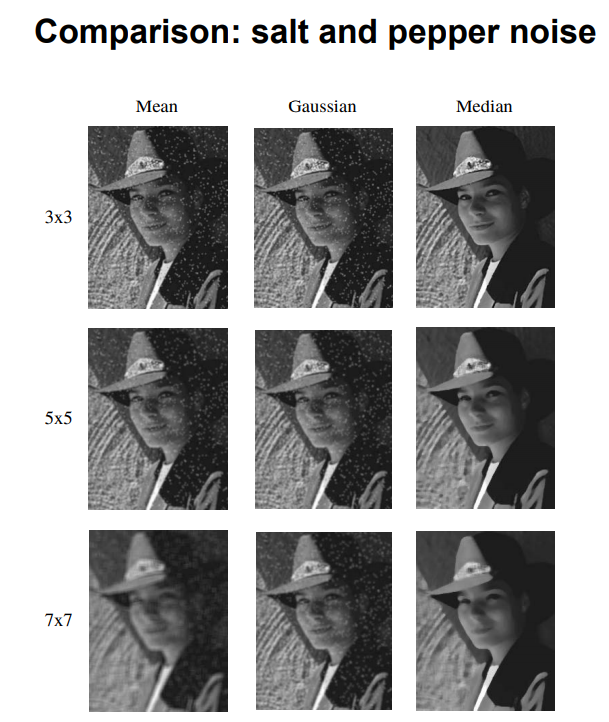 Comparison: salt and pepper noise
Mean Gaussian Median
3x3
5x5
7x7